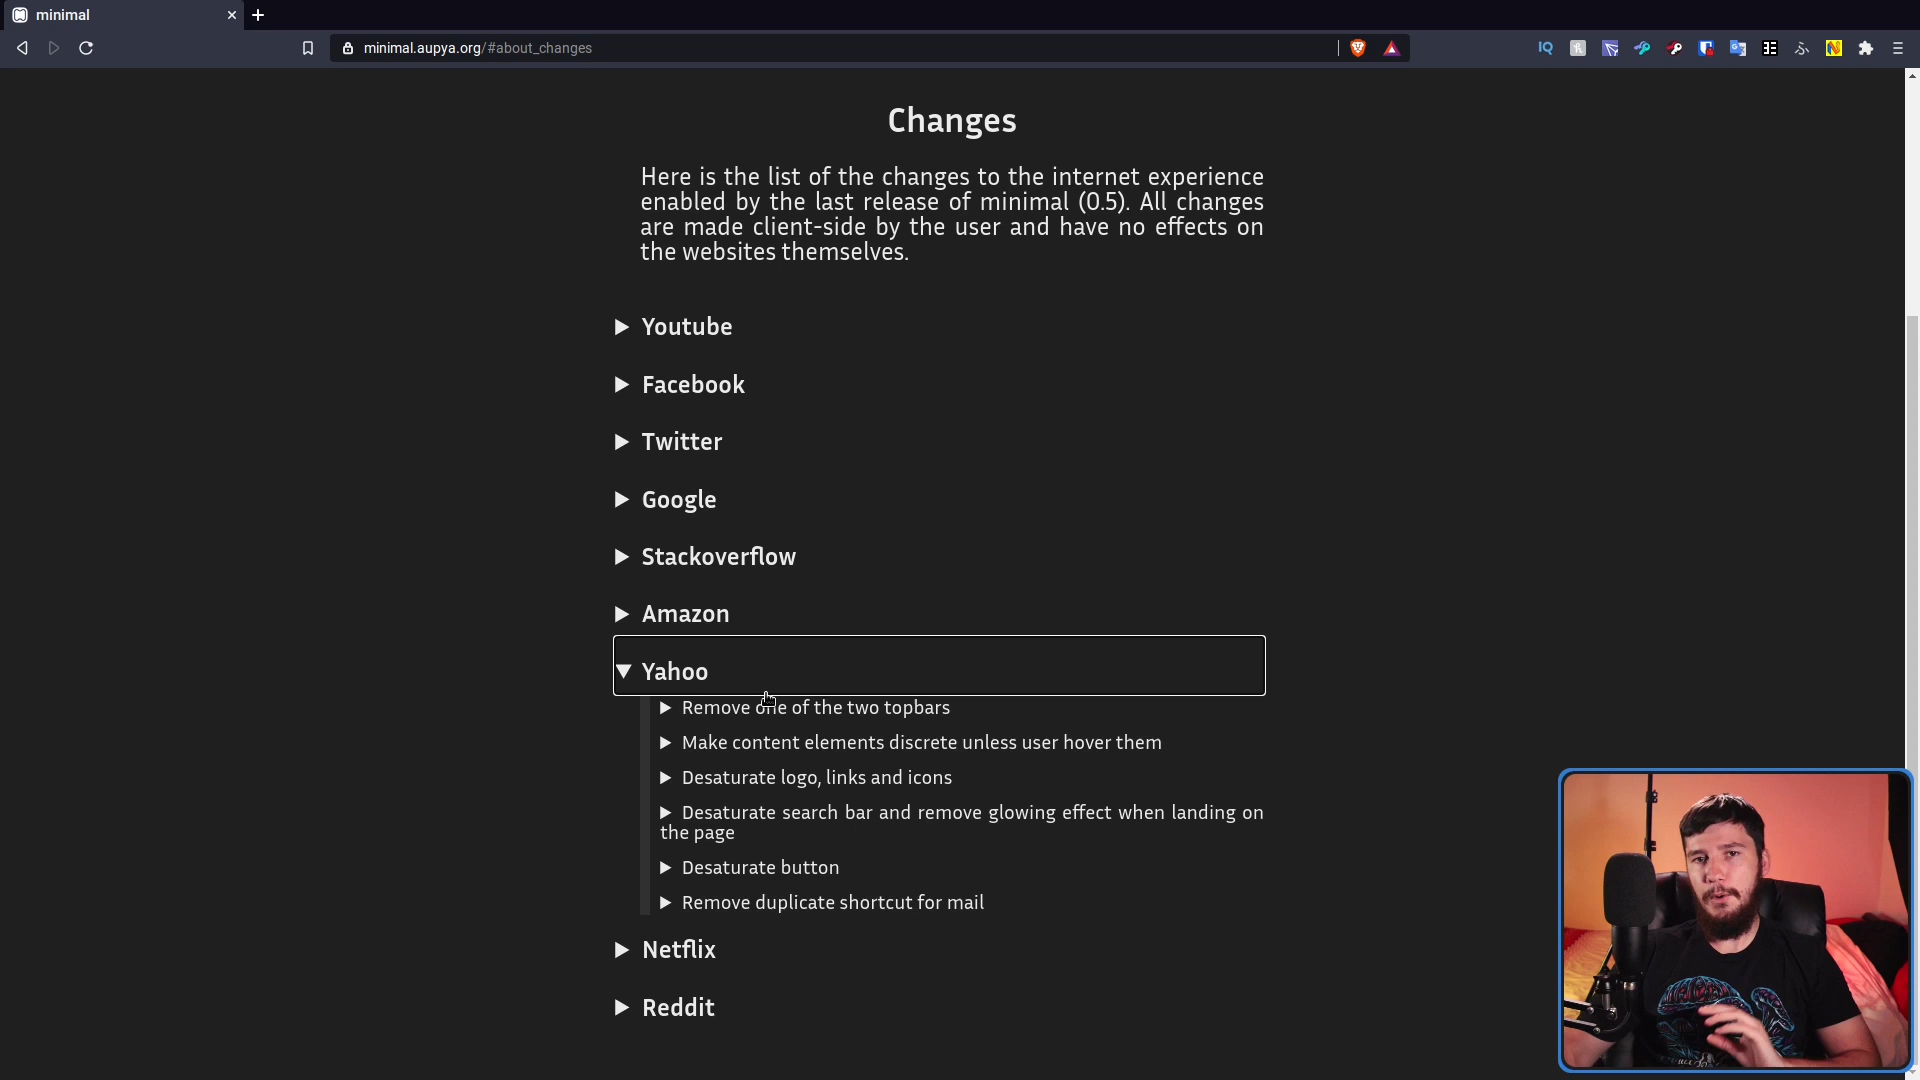 minimal
minimal.aupya.org/#about_changes
IQ
Changes
Here is the list of the changes to the internet experience
enabled by the last release of minimal (0.5). All changes
are made client-side by the user and have no effects on
the websites themselves.
Youtube
Facebook
Twitter
Google
Stackoverflow
Amazon
Yahoo
Remove one of the two topbars
Make content elements discrete unless user hover them
Desaturate logo, links and icons
Desaturate search bar and remove glowing effect when landing on
the page
Desaturate button
Remove duplicate shortcut for mail
Netflix
Reddit